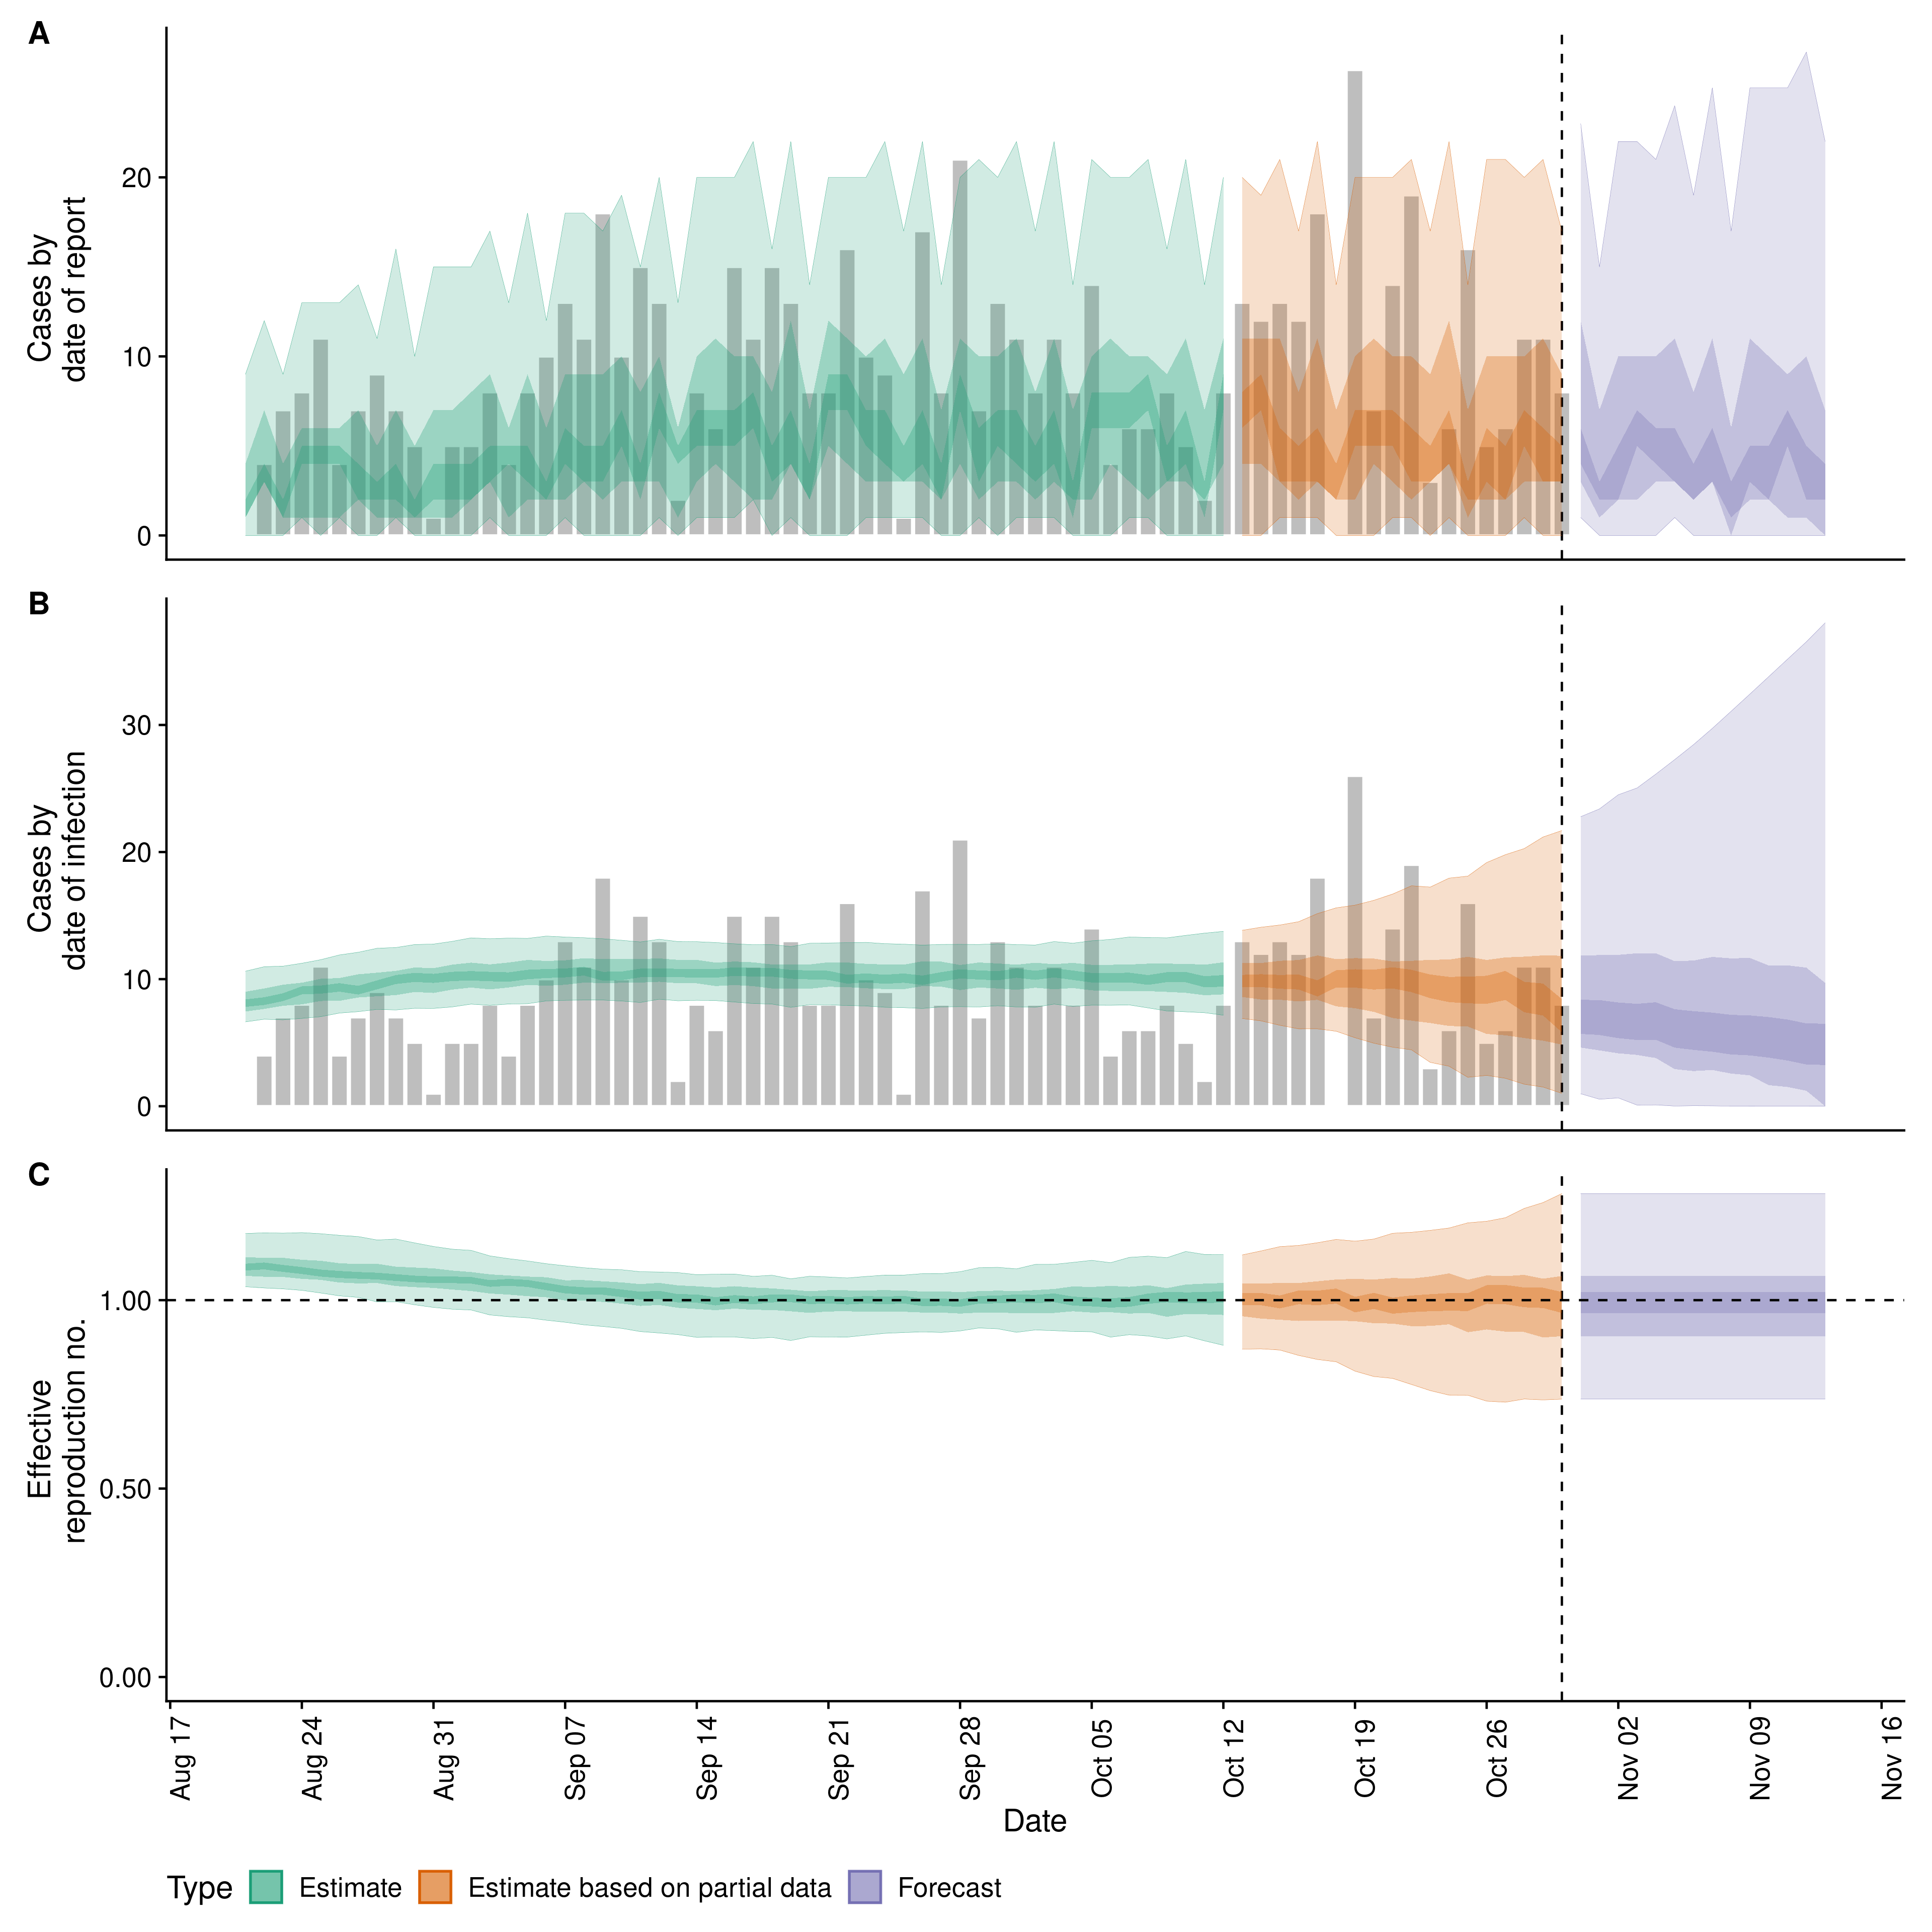 A
Cases by
date of report
20
10
0
B
Cases by
date of infection
30
20
10
0
C
Effective
reproduction no.
1.00
0.50
0.00
Aug 17
Aug 24
Aug 31
Sep 07
Sep 14
Sep 21
Sep 28
Oct 05
Oct 12
Oct 19
Oct 26
Nov 02
Nov 09
Nov 16
Date
Type Estimate Estimate based on partial data Forecast